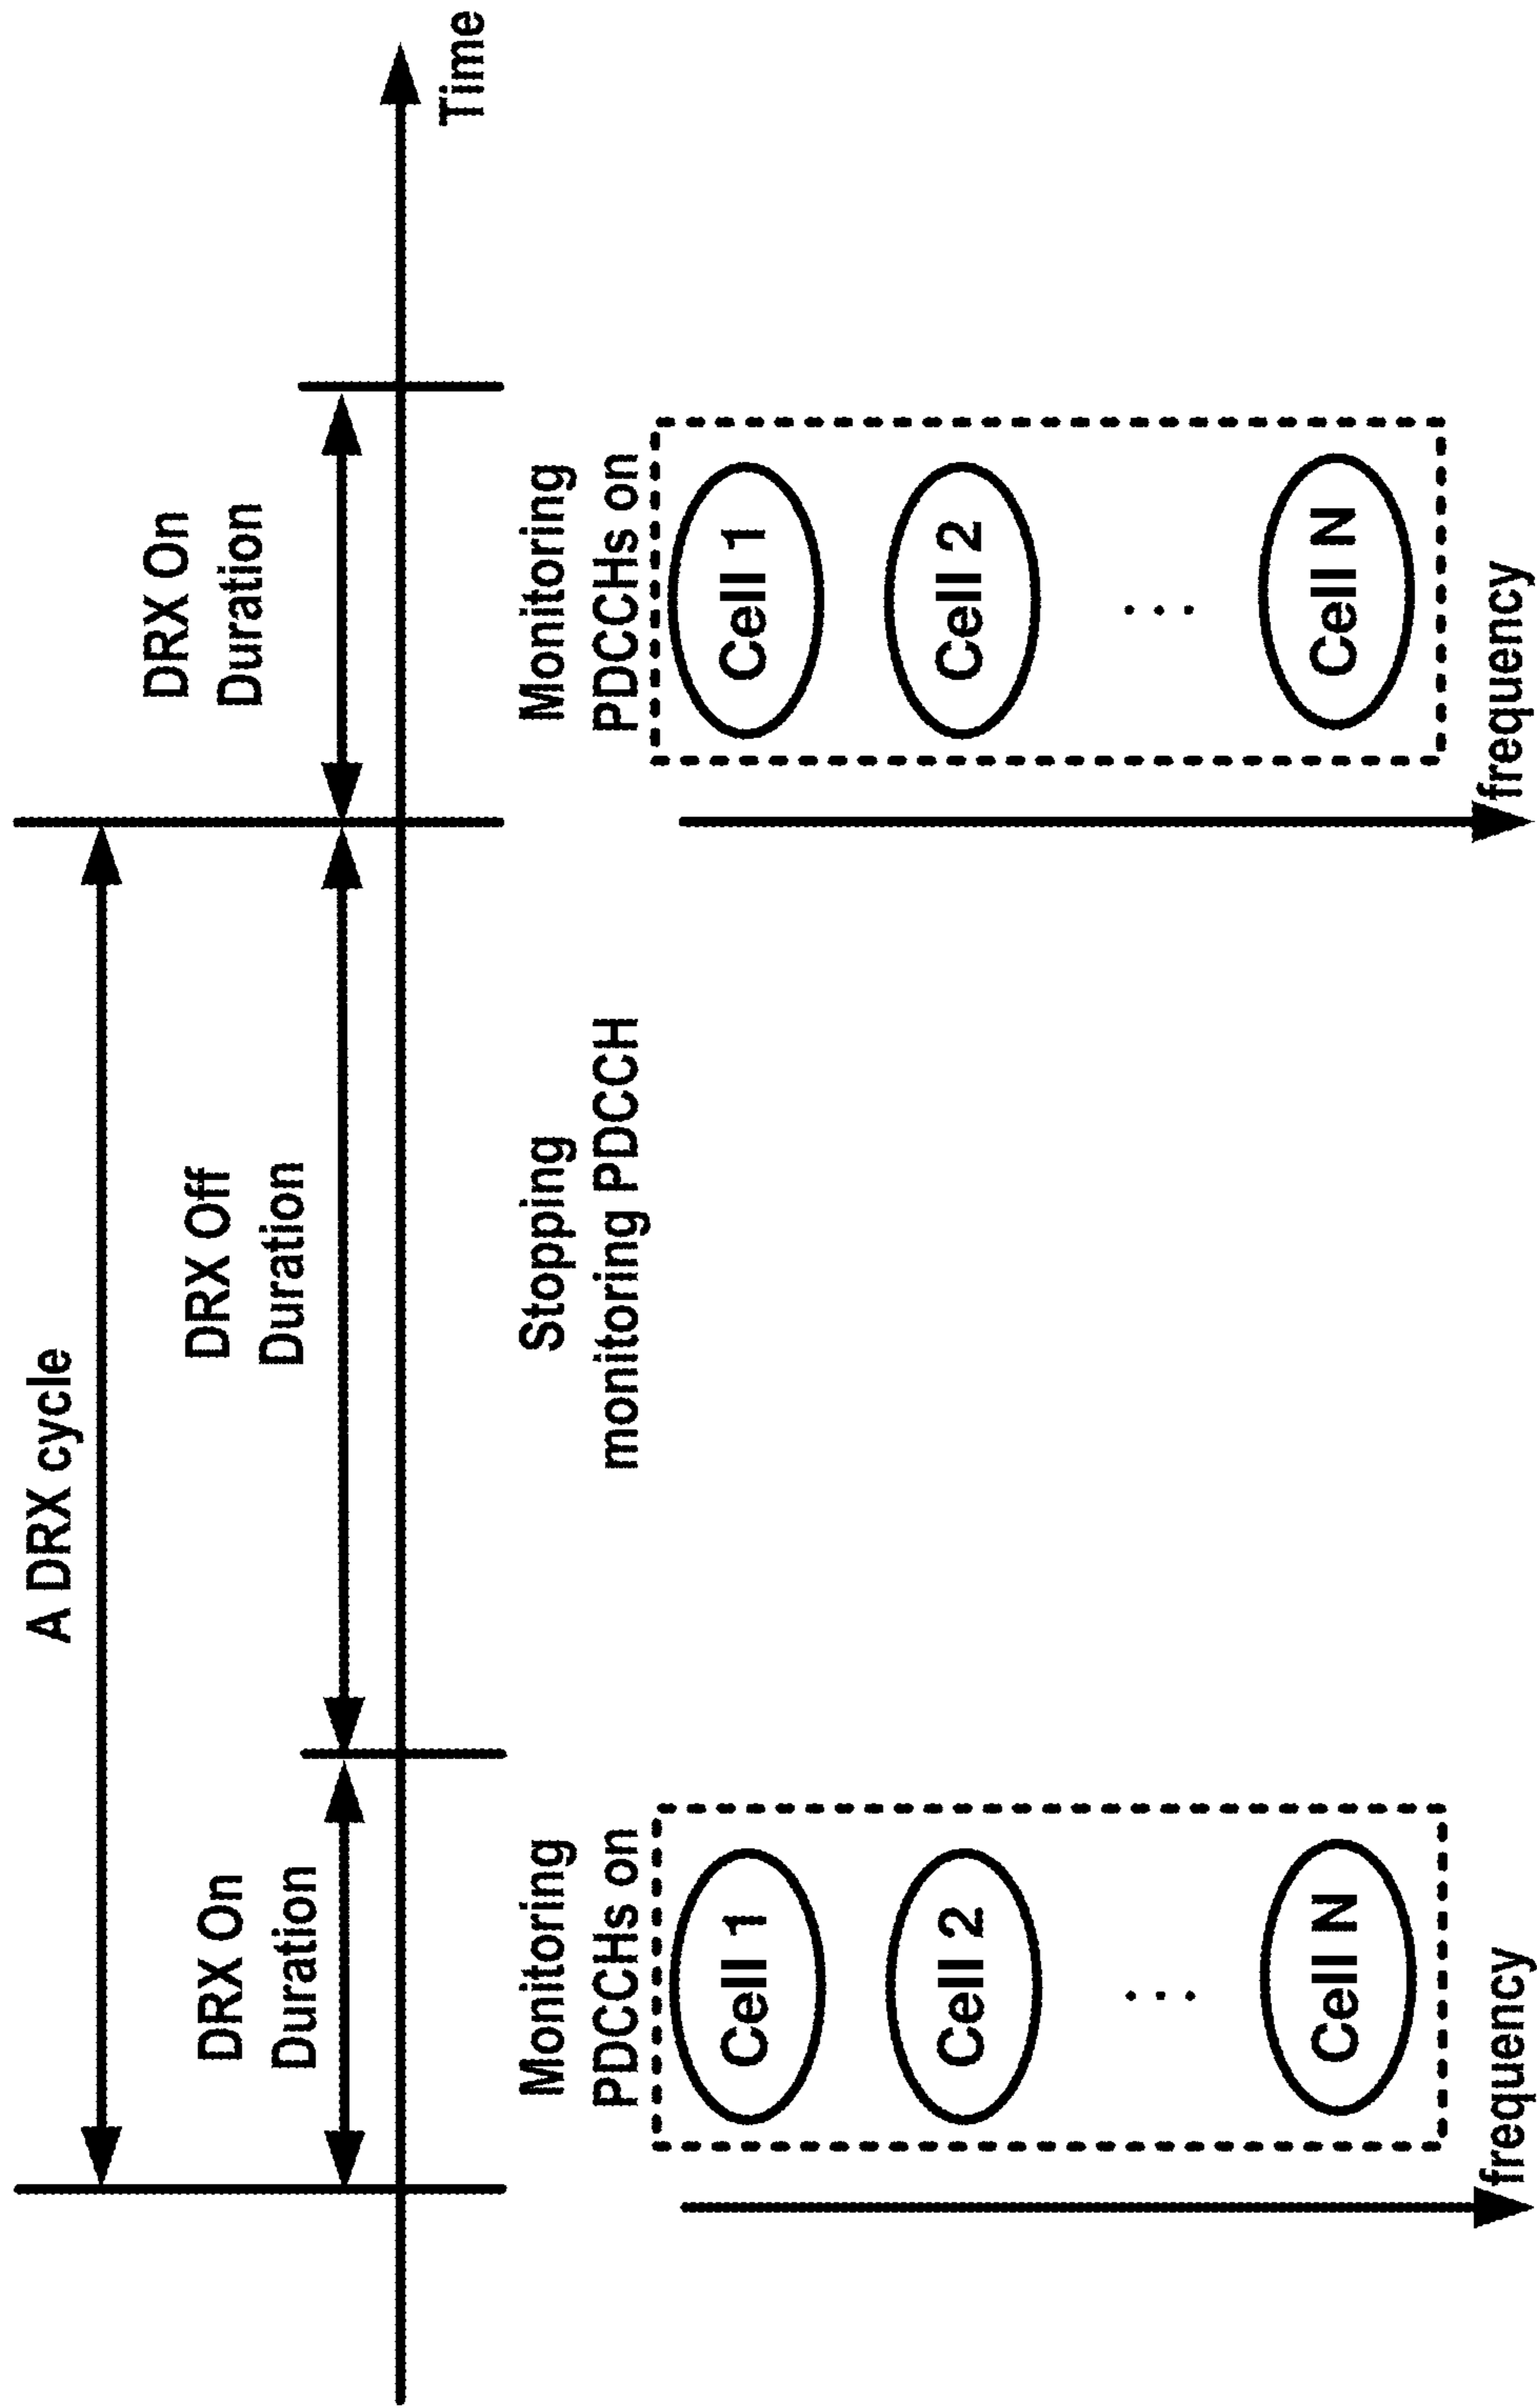 A DRX cycle
DRX On
Duration
DRX Off
Duration
DRX On
Duration
Time
Monitoring
PDCCHs on
Cell 1
Cell 2
...
Cell N
frequency
Stopping
monitoring PDCCH
Monitoring
PDCCHs on
Cell 1
Cell 2
...
Cell N
frequency